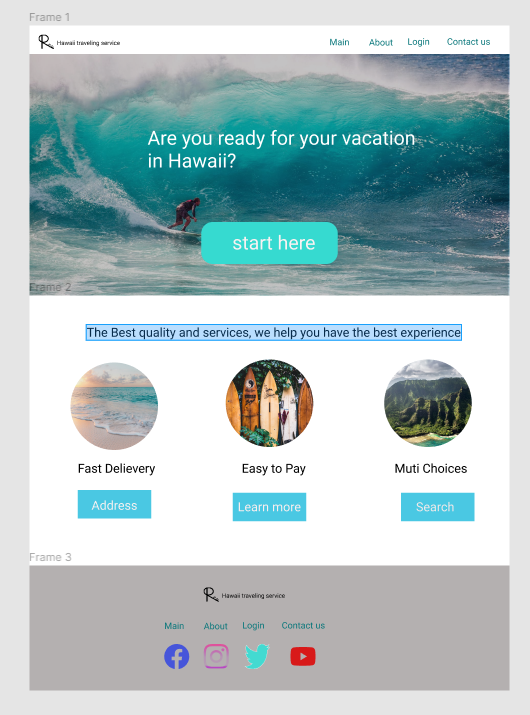 Frame 1
Hawaii traveling service
Main About Login Contact us
Are you ready for your vacation
in Hawaii?
start here
Frame 2
The Best quality and services, we help you have the best experience
Fast Delievery Easy to Pay Muti Choices
Address Learn more Search
Frame 3
Hawaii traveling service
Main About Login Contact us